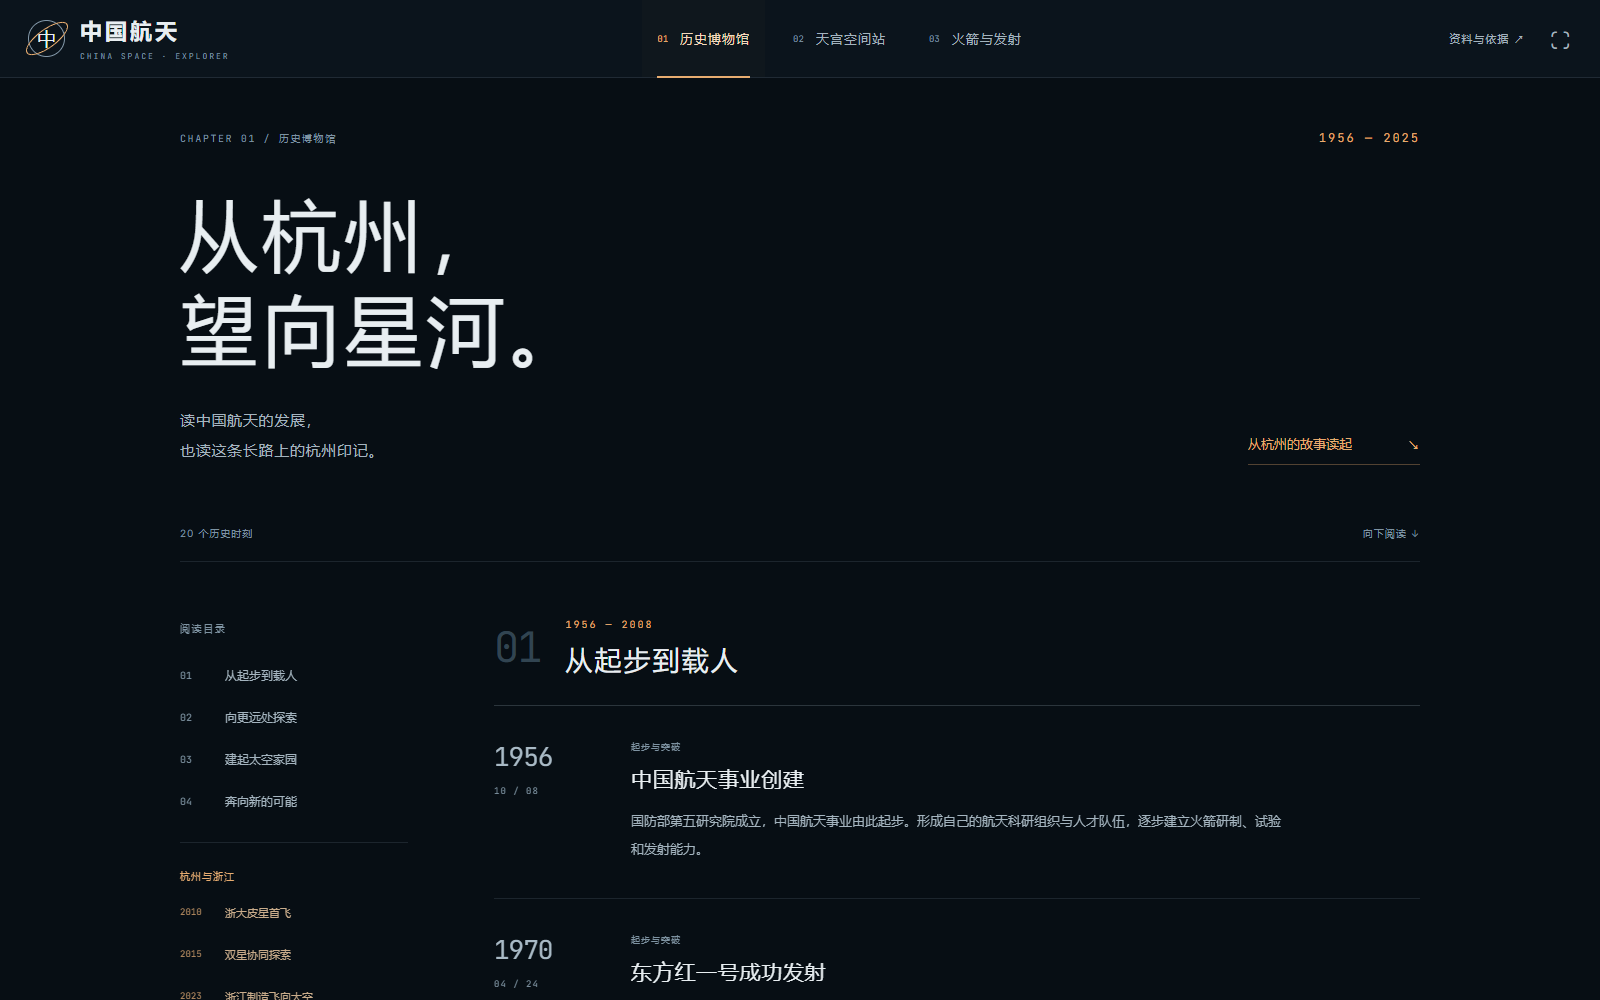 中
中国航天
CHINA SPACE · EXPLORER
01 历史博物馆
02 天宫空间站
03 火箭与发射
资料与依据 ↗
CHAPTER 01 / 历史博物馆
1956 — 2025
从杭州，
望向星河。
读中国航天的发展，
也读这条长路上的杭州印记。
从杭州的故事读起 ↘
20 个历史时刻
向下阅读 ↓
阅读目录
01 从起步到载人
02 向更远处探索
03 建起太空家园
04 奔向新的可能
杭州与浙江
2010 浙大皮星首飞
2015 双星协同探索
2023 浙江制造飞向太空
01
1956 — 2008
从起步到载人
1956
10 / 08
起步与突破
中国航天事业创建
国防部第五研究院成立，中国航天事业由此起步。形成自己的航天科研组织与人才队伍，逐步建立火箭研制、试验
和发射能力。
1970
04 / 24
起步与突破
东方红一号成功发射